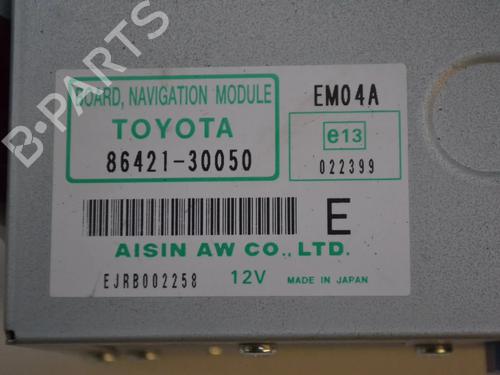 B-PARTS
BOARD, NAVIGATION MODULE
TOYOTA
86421-30050
EM04A
e13
022399
E
AISIN AW CO., LTD.
EJRB002258 12V MADE IN JAPAN